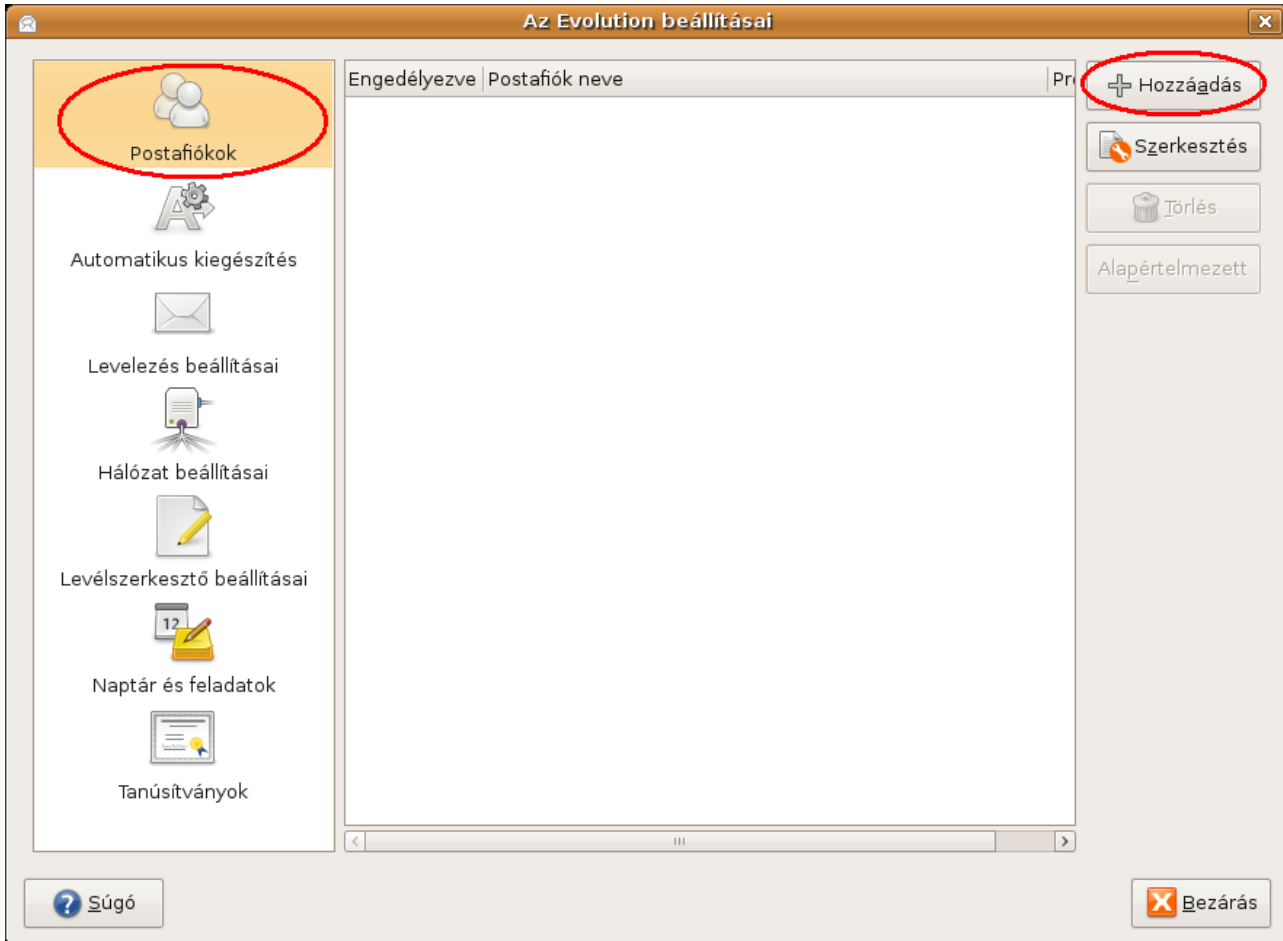 Az Evolution beállításai
Postafiókok
Automatikus kiegészítés
Levelezés beállításai
Hálózat beállításai
Levélszerkesztő beállításai
12
Naptár és feladatok
Tanúsítványok
Engedélyezve Postafiók neve
Hozzáadás
Szerkesztés
Törlés
Alapértelmezett
Súgó
Bezárás